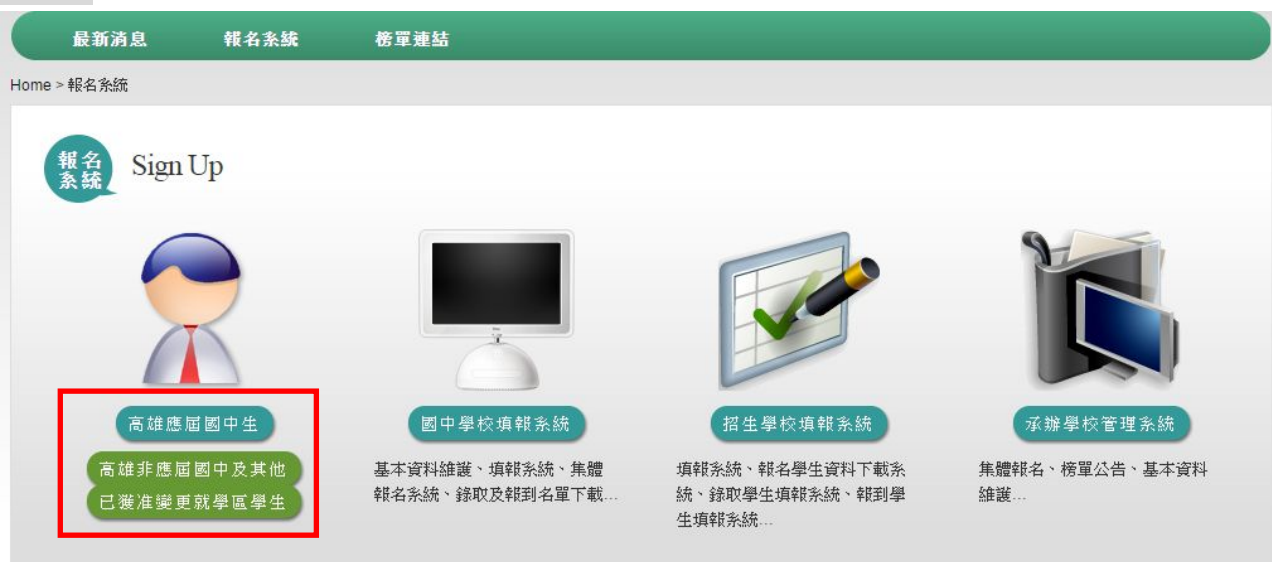 最新消息 報名系統 榜單連結
Home > 報名系統
報名
系統
Sign Up
高雄應屆國中生
高雄非應屆國中及其他
已獲准變更就學區學生
國中學校填報系統
基本資料維護、填報系統、集體
報名系統、錄取及報到名單下載...
招生學校填報系統
填報系統、報名學生資料下載系
統、錄取學生填報系統、報到學
生填報系統...
承辦學校管理系統
集體報名、榜單公告、基本資料
維護...